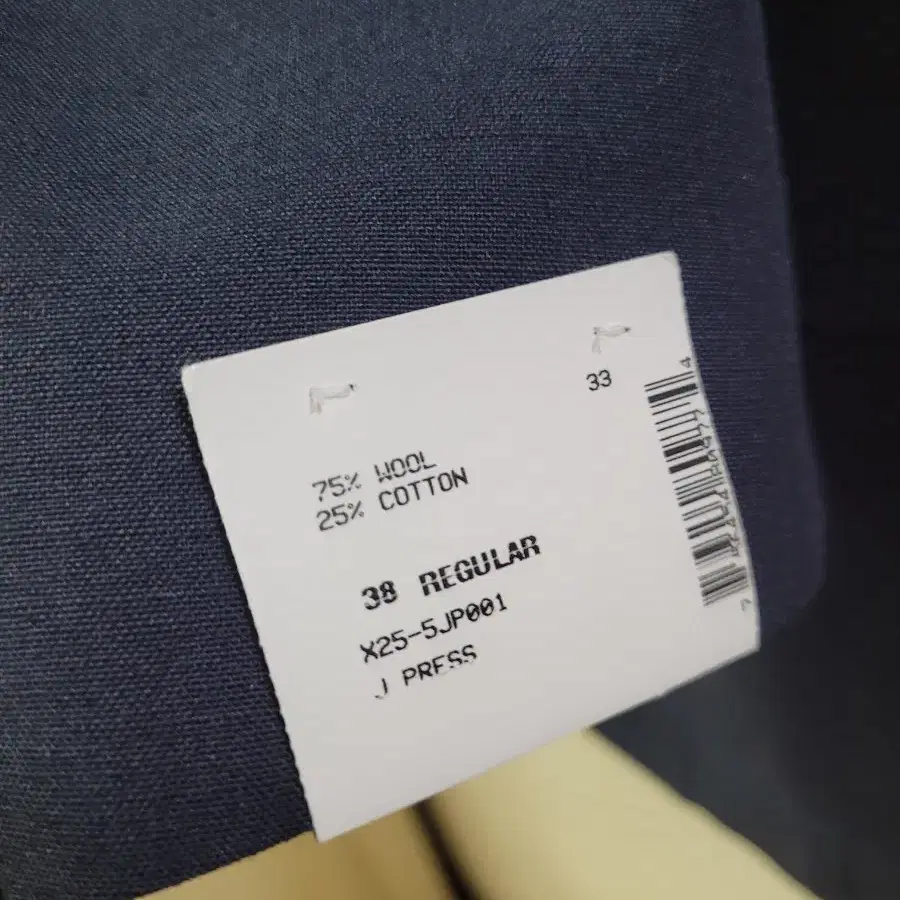 33
75% WOOL
25% COTTON
38 REGULAR
X25-5JP001
J PRESS